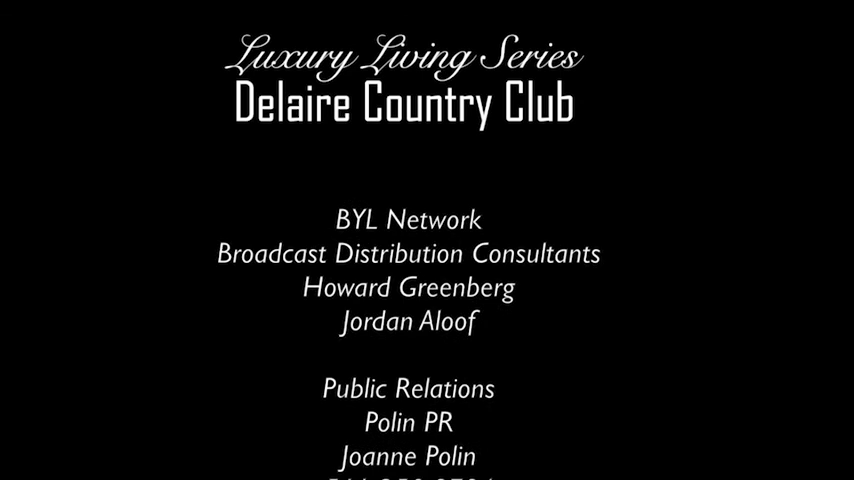 Luxury Living Series
Delaire Country Club
BYL Network
Broadcast Distribution Consultants
Howard Greenberg
Jordan Aloof
Public Relations
Polin PR
Joanne Polin